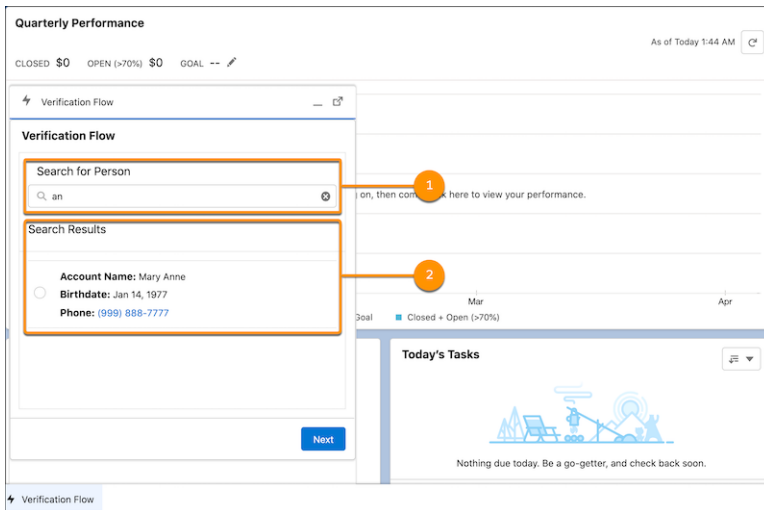 Quarterly Performance
As of Today 1:44 AM
CLOSED $0 OPEN (>70%) $0 GOAL --
Verification Flow
Verification Flow
Search for Person
an
1
on, then com k here to view your performance.
Search Results
2
Account Name: Mary Anne
Birthdate: Jan 14, 1977
Phone: (999) 888-7777
Mar
Apr
Goal
Closed + Open (>70%)
Today's Tasks
Next
Nothing due today. Be a go-getter, and check back soon.
Verification Flow